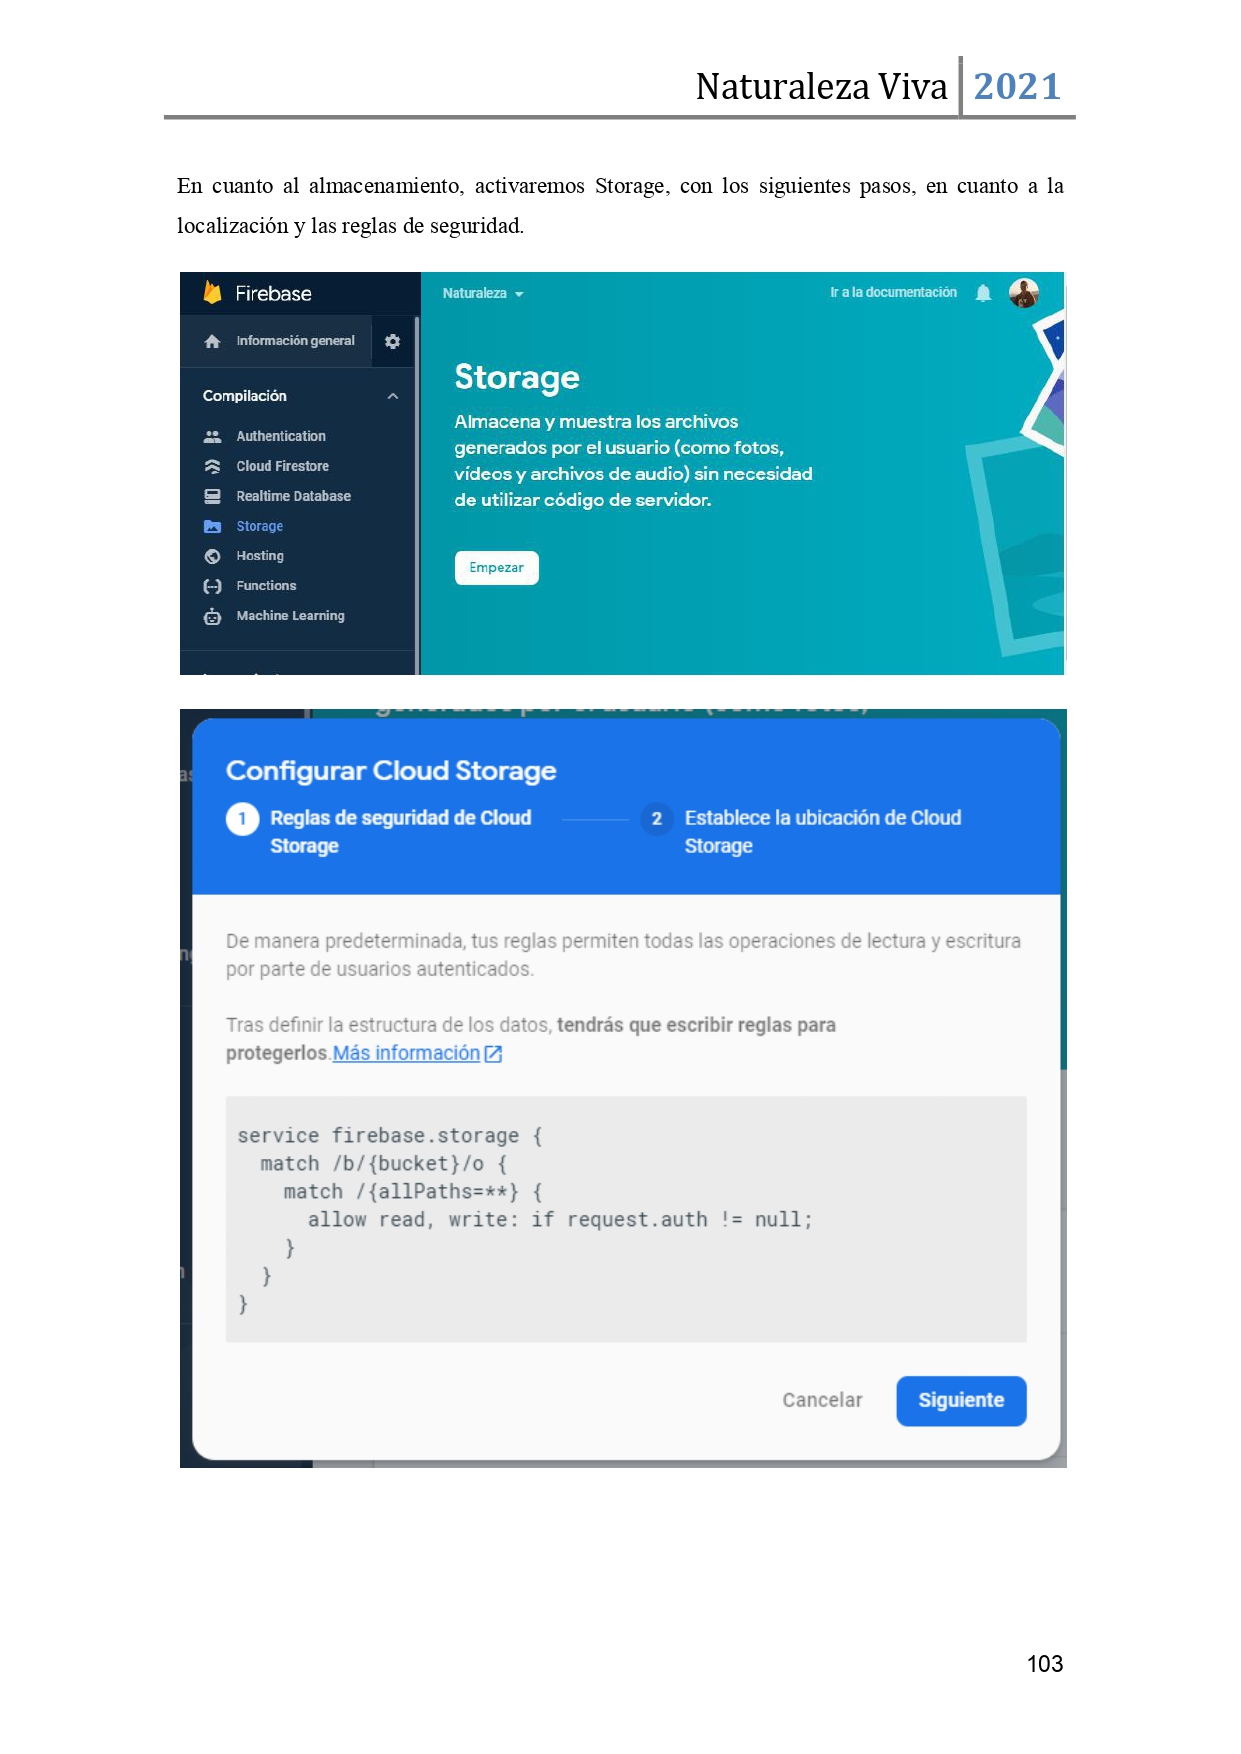 Naturaleza Viva 2021
En cuanto al almacenamiento, activaremos Storage, con los siguientes pasos, en cuanto a la
localización y las reglas de seguridad.
Firebase
Naturaleza
Ir a la documentación
Información general
Compilación
Authentication
Cloud Firestore
Realtime Database
Storage
Hosting
Functions
Machine Learning
Storage
Almacena y muestra los archivos
generados por el usuario (como fotos,
vídeos y archivos de audio) sin necesidad
de utilizar código de servidor.
Empezar
generados por el usuario (como fotos,
Configurar Cloud Storage
1 Reglas de seguridad de Cloud
Storage
2 Establece la ubicación de Cloud
Storage
De manera predeterminada, tus reglas permiten todas las operaciones de lectura y escritura
por parte de usuarios autenticados.
Tras definir la estructura de los datos, tendrás que escribir reglas para
protegerlos.Más información
service firebase.storage {
  match /b/{bucket}/o {
    match /{allPaths=**} {
      allow read, write: if request.auth != null;
    }
  }
}
Cancelar
Siguiente
103